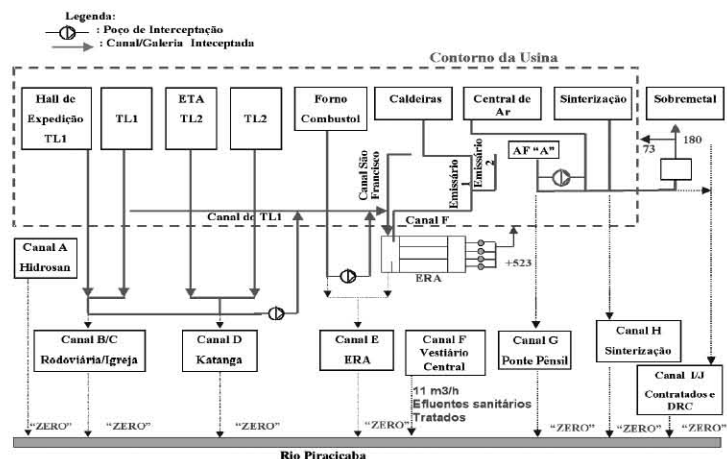 Legenda:
: Poço de Interceptação
: Canal/Galeria Inteceptada
Contorno da Usina
Hall de
Expedição
TL1
TL1
ETA
TL2
TL2
Forno
Combustol
Caldeiras
Central de
Ar
Sinterização
Sobremetal
AF "A"
73
180
Canal São
Francisco
Emissário
1
Emissário
2
Canal do TL1
Canal F
ERA
+523
Canal A
Hidrosan
Canal B/C
Rodoviária/Igreja
Canal D
Katanga
Canal E
ERA
Canal F
Vestiário
Central
Canal G
Ponte Pênsil
Canal H
Sinterização
Canal I/J
Contratados e
DRC
11 m3/h
Efluentes sanitários
Tratados
"ZERO"
"ZERO"
"ZERO"
"ZERO"
"ZERO"
"ZERO"
"ZERO"
Rio Piracicaba